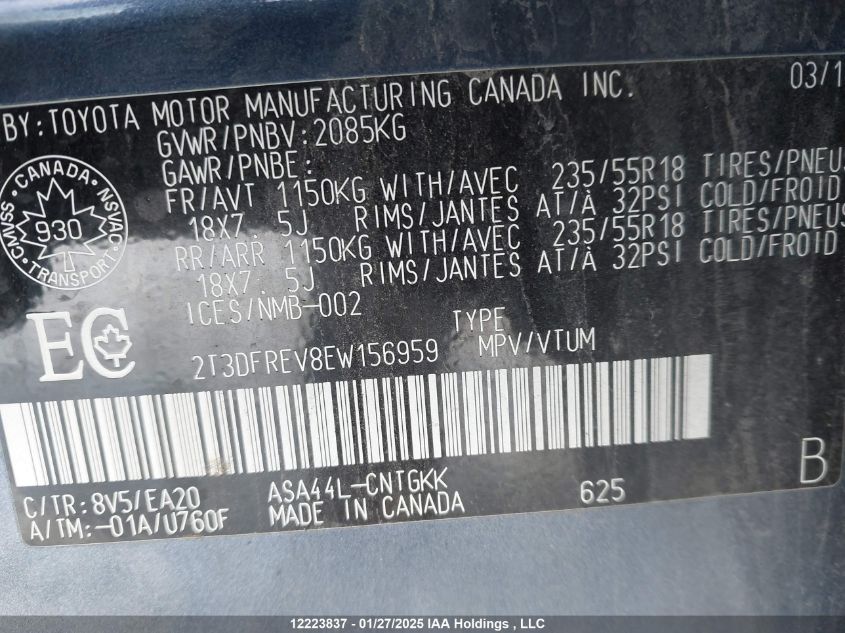 BY:TOYOTA MOTOR MANUFACTURING CANADA INC. 03/1
GVWR/PNBV:2085KG
GAWR/PNBE:
FR/AVT 1150KG WITH/AVEC 235/55R18 TIRES/PNEUS
18X7.5J RIMS/JANTES AT/À 32PSI COLD/FROID
RR/ARR 1150KG WITH/AVEC 235/55R18 TIRES/PNEUS
18X7.5J RIMS/JANTES AT/À 32PSI COLD/FROID
ICES/NMB-002
CANADA
CMVSS
NSVAC
930
TRANSPORT
EC
TYPE
2T3DFREV8EW156959 MPV/VTUM
C/TR:8V5/EA20 ASA44L-CNTGKK 625 B
A/TM:-01A/U760F MADE IN CANADA
12223837 - 01/27/2025 IAA Holdings , LLC